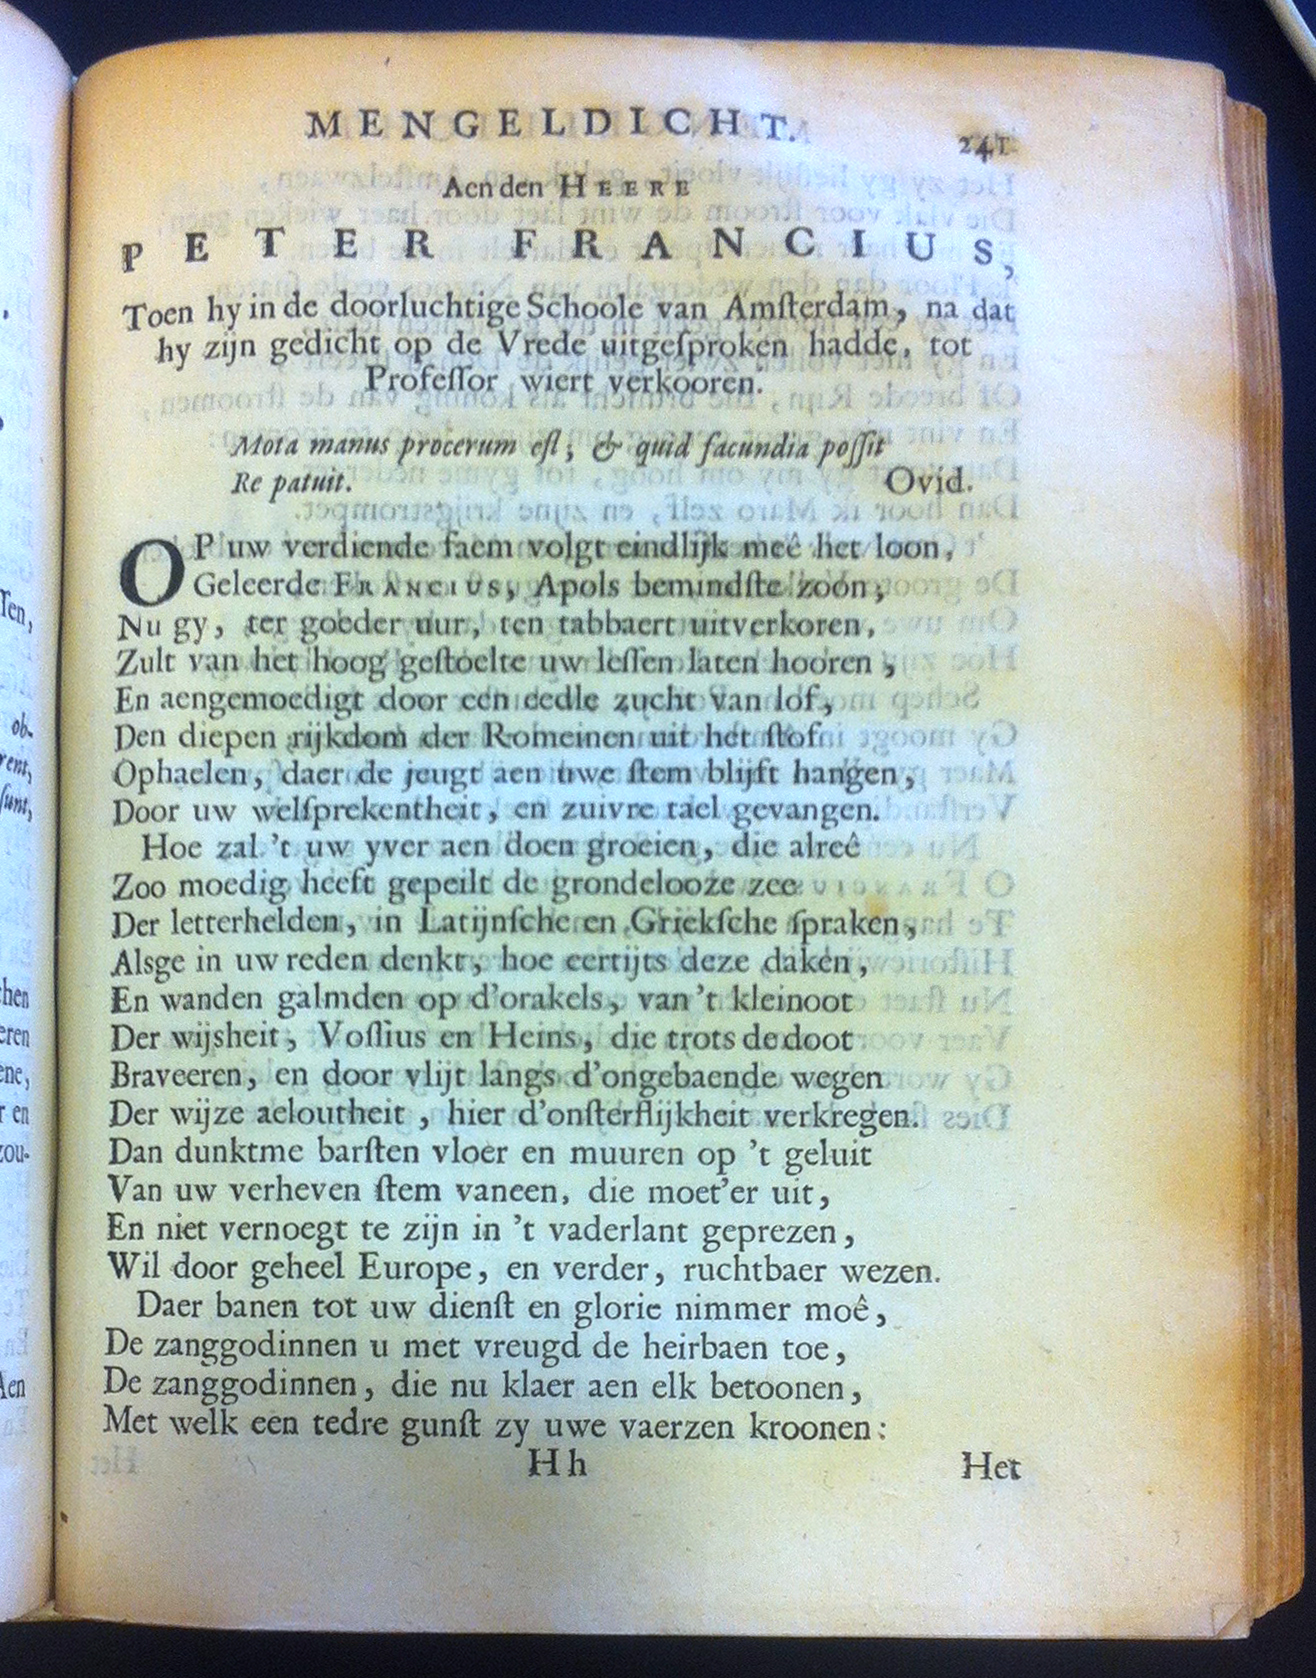 MENGELDICHT. 241
Aen den HEERE
PETER FRANCIUS,
Toen hy in de doorluchtige Schoole van Amſterdam, na dat
hy zijn gedicht op de Vrede uitgeſproken hadde, tot
Profeſſor wiert verkooren.
Mota manus procerum eſt; & quid facundia poſſit
Re patuit. Ovid.
OP uw verdiende faem volgt eindlijk meê het loon,
Geleerde FRANCIUS, Apols bemindſte zoon;
Nu gy, ter goeder uur, ten tabbaert uitverkoren,
Zult van het hoog geſtoelte uw leſſen laten hooren,
En aengemoedigt door een eedle zucht van lof,
Den diepen rijkdom der Romeinen uit het ſtof
Ophaelen, daer de jeugt aen uwe ſtem blijft hangen,
Door uw welſprekentheit, en zuivre tael gevangen.
Hoe zal 't uw yver aen doen groeien, die alreê
Zoo moedig heeft gepeilt de grondelooze zee
Der letterhelden, in Latijnſche en Griekſche ſpraken,
Alsge in uw reden denkt, hoe eertijts deze daken,
En wanden galmden op d'orakels, van 't kleinoot
Der wijsheit, Voſſius en Heins, die trots de doot
Braveeren, en door vlijt langs d'ongebaende wegen
Der wijze aeloutheit, hier d'onſterflijkheit verkregen.
Dan dunktme barſten vloer en muuren op 't geluit
Van uw verheven ſtem vaneen, die moet'er uit,
En niet vernoegt te zijn in 't vaderlant geprezen,
Wil door geheel Europe, en verder, ruchtbaer wezen.
Daer banen tot uw dienſt en glorie nimmer moê,
De zanggodinnen u met vreugd de heirbaen toe,
De zanggodinnen, die nu klaer aen elk betoonen,
Met welk een tedre gunſt zy uwe vaerzen kroonen:
Hh Het